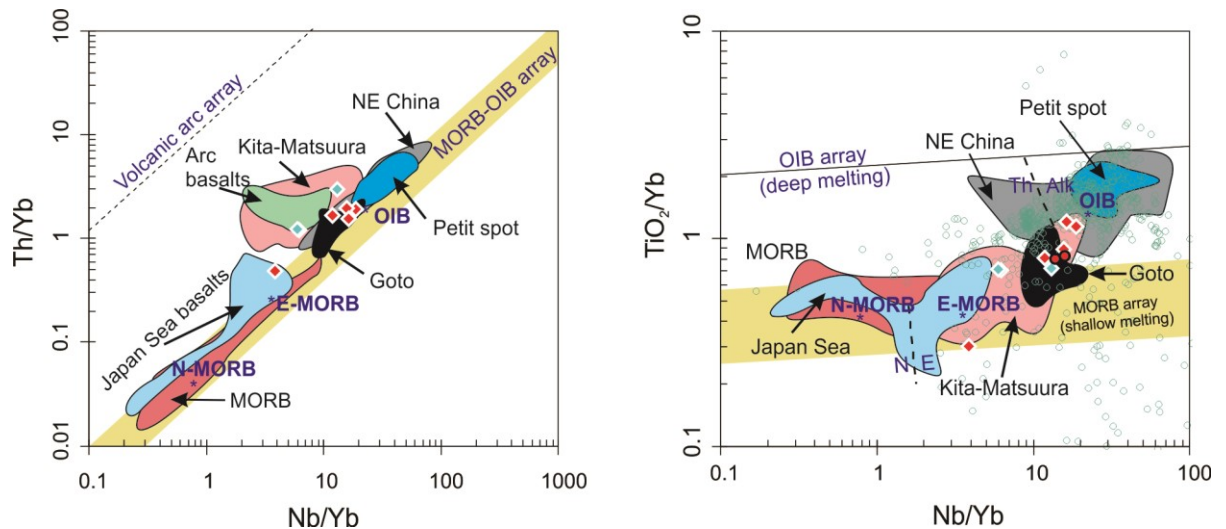 100
10
1
0.1
0.01
Th/Yb
0.1
1
10
100
1000
Nb/Yb
Volcanic arc array
Arc
basalts
Kita-Matsuura
NE China
MORB-OIB array
OIB
Petit spot
Goto
Japan Sea basalts
E-MORB
N-MORB
MORB
10
1
0.1
TiO2/Yb
0.1
1
10
100
Nb/Yb
Petit spot
NE China
OIB array
(deep melting)
Th
Alk
OIB
MORB
Goto
N-MORB
E-MORB
MORB array
(shallow melting)
Japan Sea
N
E
Kita-Matsuura